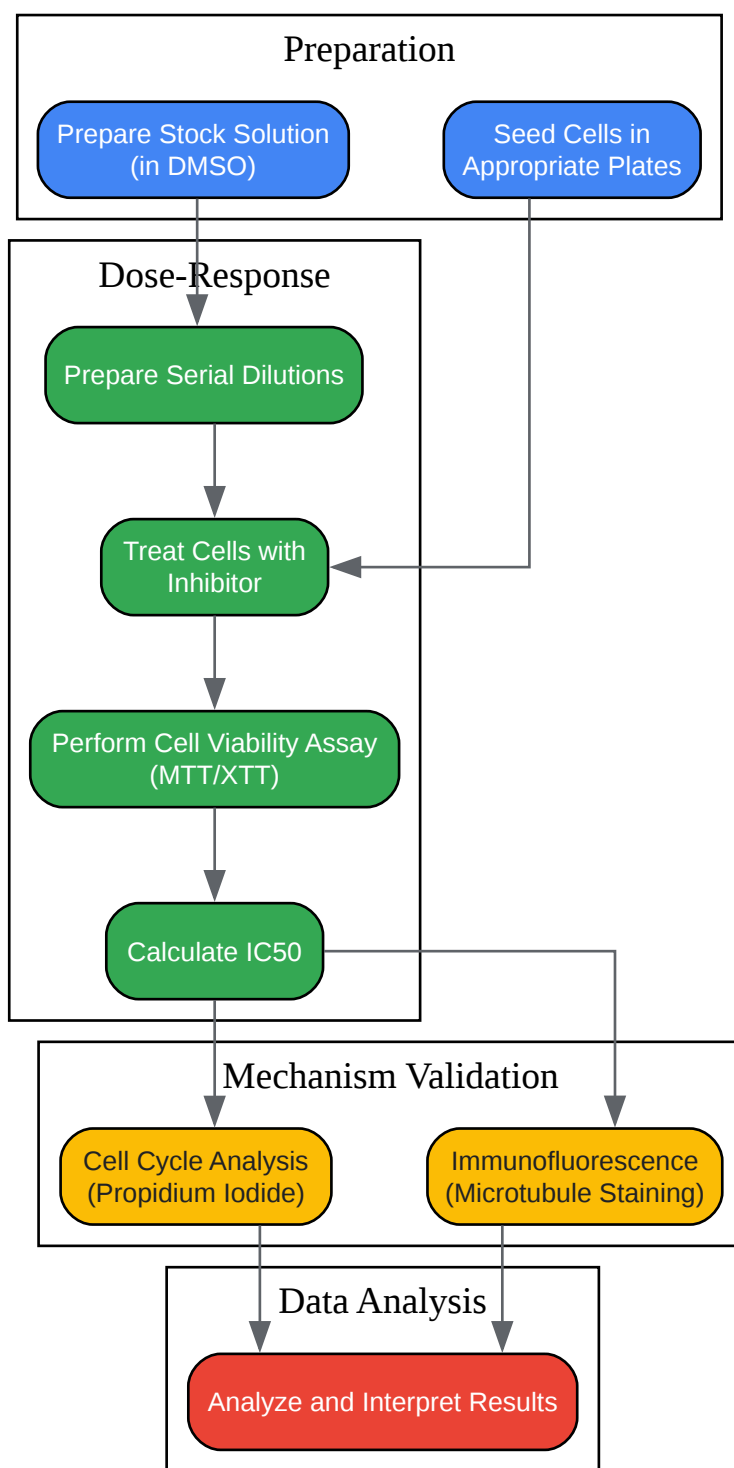 Preparation
Prepare Stock Solution
(in DMSO)
Seed Cells in
Appropriate Plates
Dose-Response
Prepare Serial Dilutions
Treat Cells with
Inhibitor
Perform Cell Viability Assay
(MTT/XTT)
Calculate IC50
Mechanism Validation
Cell Cycle Analysis
(Propidium Iodide)
Immunofluorescence
(Microtubule Staining)
Data Analysis
Analyze and Interpret Results